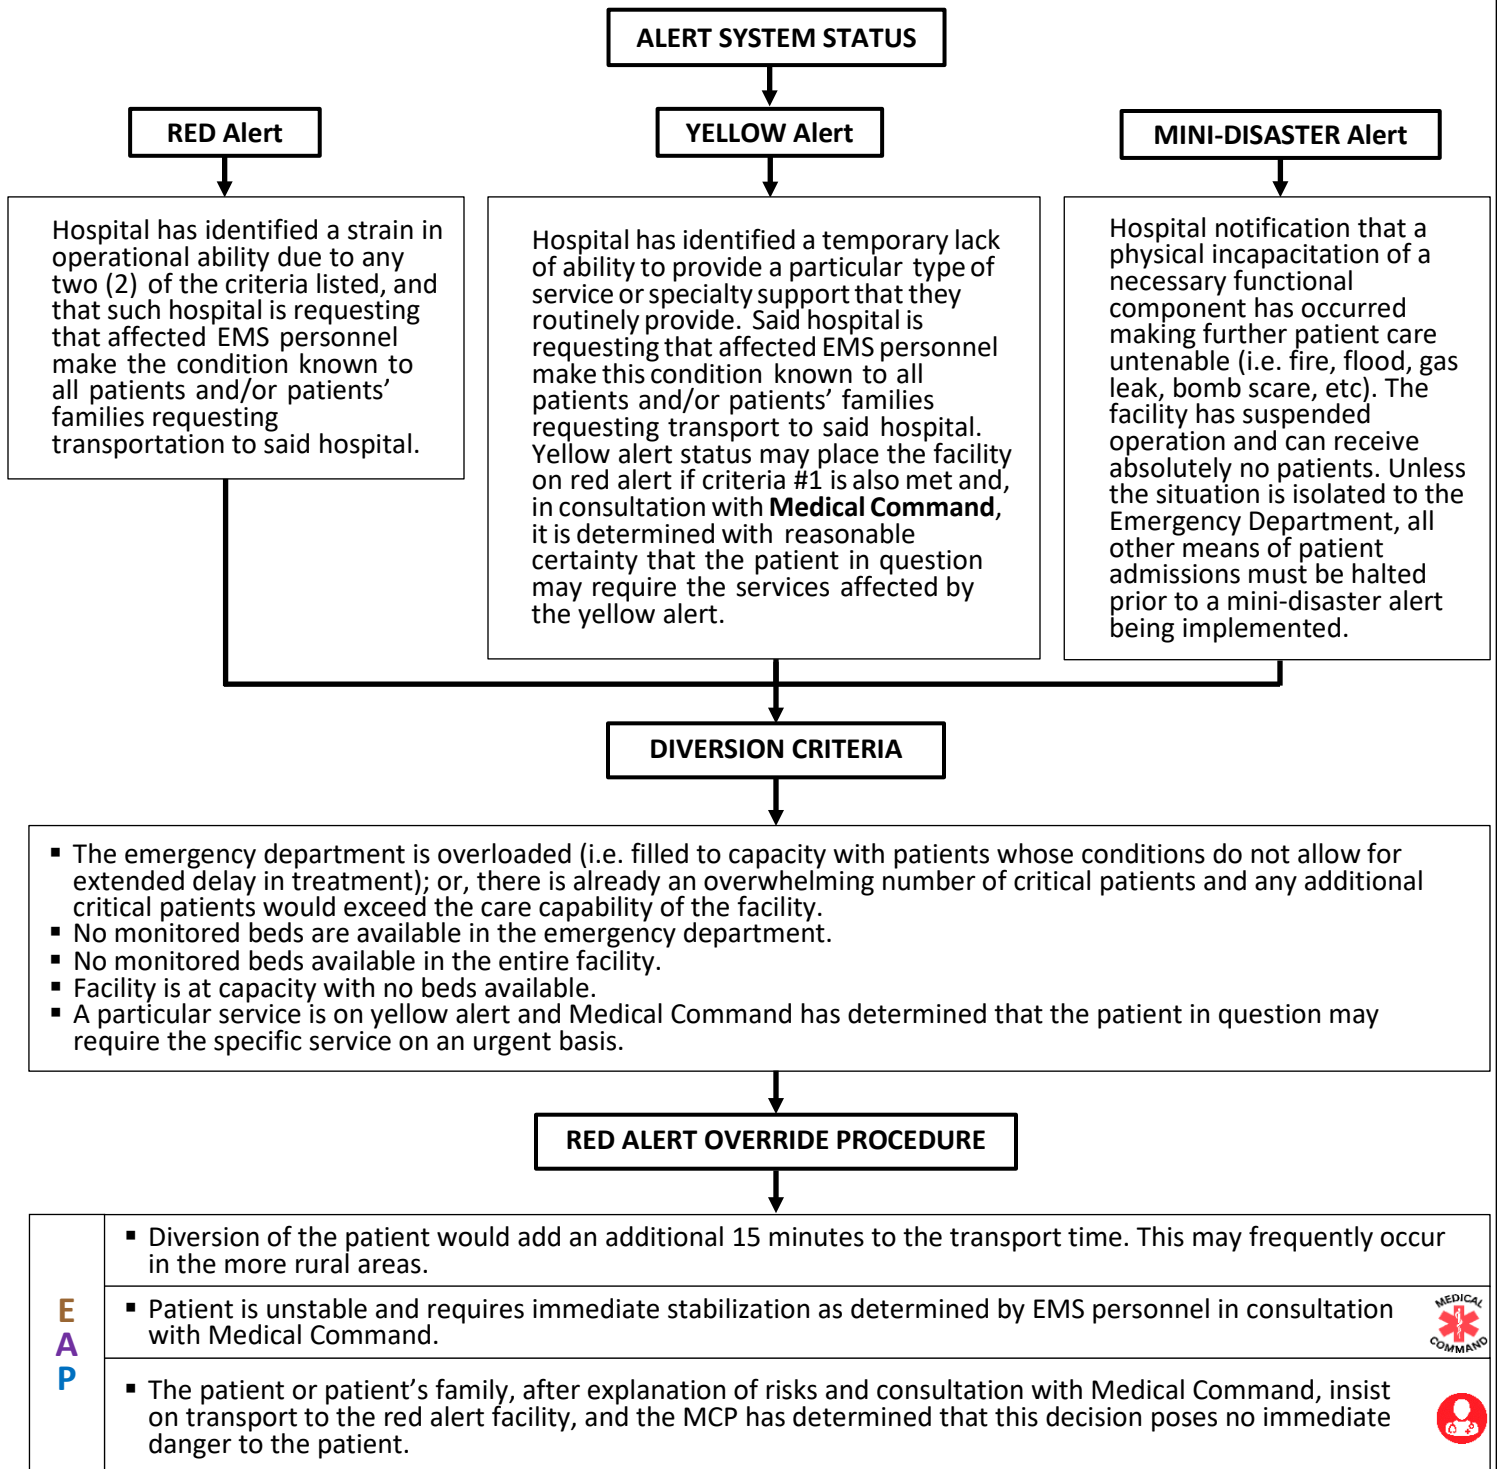 ALERT SYSTEM STATUS
RED Alert
Hospital has identified a strain in
operational ability due to any
two (2) of the criteria listed, and
that such hospital is requesting
that affected EMS personnel
make the condition known to
all patients and/or patients'
families requesting
transportation to said hospital.
YELLOW Alert
Hospital has identified a temporary lack
of ability to provide a particular type of
service or specialty support that they
routinely provide. Said hospital is
requesting that affected EMS personnel
make this condition known to all
patients and/or patients' families
requesting transport to said hospital.
Yellow alert status may place the facility
on red alert if criteria #1 is also met and,
in consultation with Medical Command,
it is determined with reasonable
certainty that the patient in question
may require the services affected by
the yellow alert.
MINI-DISASTER Alert
Hospital notification that a
physical incapacitation of a
necessary functional
component has occurred
making further patient care
untenable (i.e. fire, flood, gas
leak, bomb scare, etc). The
facility has suspended
operation and can receive
absolutely no patients. Unless
the situation is isolated to the
Emergency Department, all
other means of patient
admissions must be halted
prior to a mini-disaster alert
being implemented.
DIVERSION CRITERIA
▪ The emergency department is overloaded (i.e. filled to capacity with patients whose conditions do not allow for
extended delay in treatment); or, there is already an overwhelming number of critical patients and any additional
critical patients would exceed the care capability of the facility.
▪ No monitored beds are available in the emergency department.
▪ No monitored beds available in the entire facility.
▪ Facility is at capacity with no beds available.
▪ A particular service is on yellow alert and Medical Command has determined that the patient in question may
require the specific service on an urgent basis.
RED ALERT OVERRIDE PROCEDURE
E
A
P
▪ Diversion of the patient would add an additional 15 minutes to the transport time. This may frequently occur
in the more rural areas.
▪ Patient is unstable and requires immediate stabilization as determined by EMS personnel in consultation
with Medical Command.
MEDICAL
COMMAND
▪ The patient or patient's family, after explanation of risks and consultation with Medical Command, insist
on transport to the red alert facility, and the MCP has determined that this decision poses no immediate
danger to the patient.